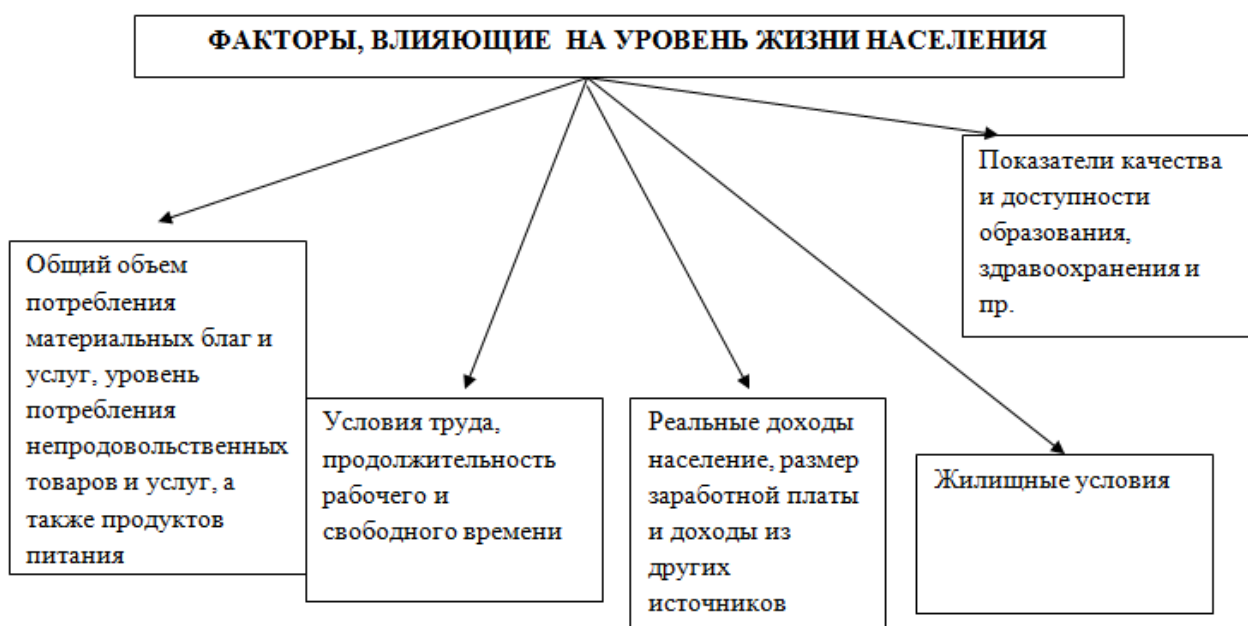 ФАКТОРЫ, ВЛИЯЮЩИЕ НА УРОВЕНЬ ЖИЗНИ НАСЕЛЕНИЯ
Общий объем
потребления
материальных благ и
услуг, уровень
потребления
непродовольственных
товаров и услуг, а
также продуктов
питания
Условия труда,
продолжительность
рабочего и
свободного времени
Реальные доходы
население, размер
заработной платы
и доходы из
других
источников
Жилищные условия
Показатели качества
и доступности
образования,
здравоохранения и
пр.